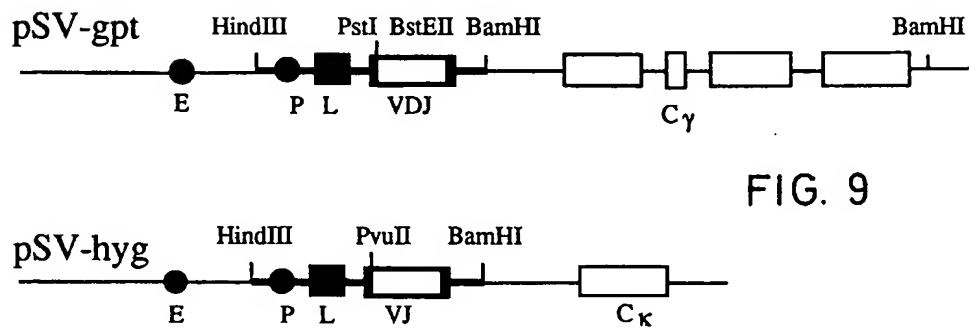 pSV-gpt
HindIII PstI BstEII BamHI BamHI
E P L VDJ Cγ
FIG. 9
pSV-hyg
HindIII PvuII BamHI
E P L VJ Cκ